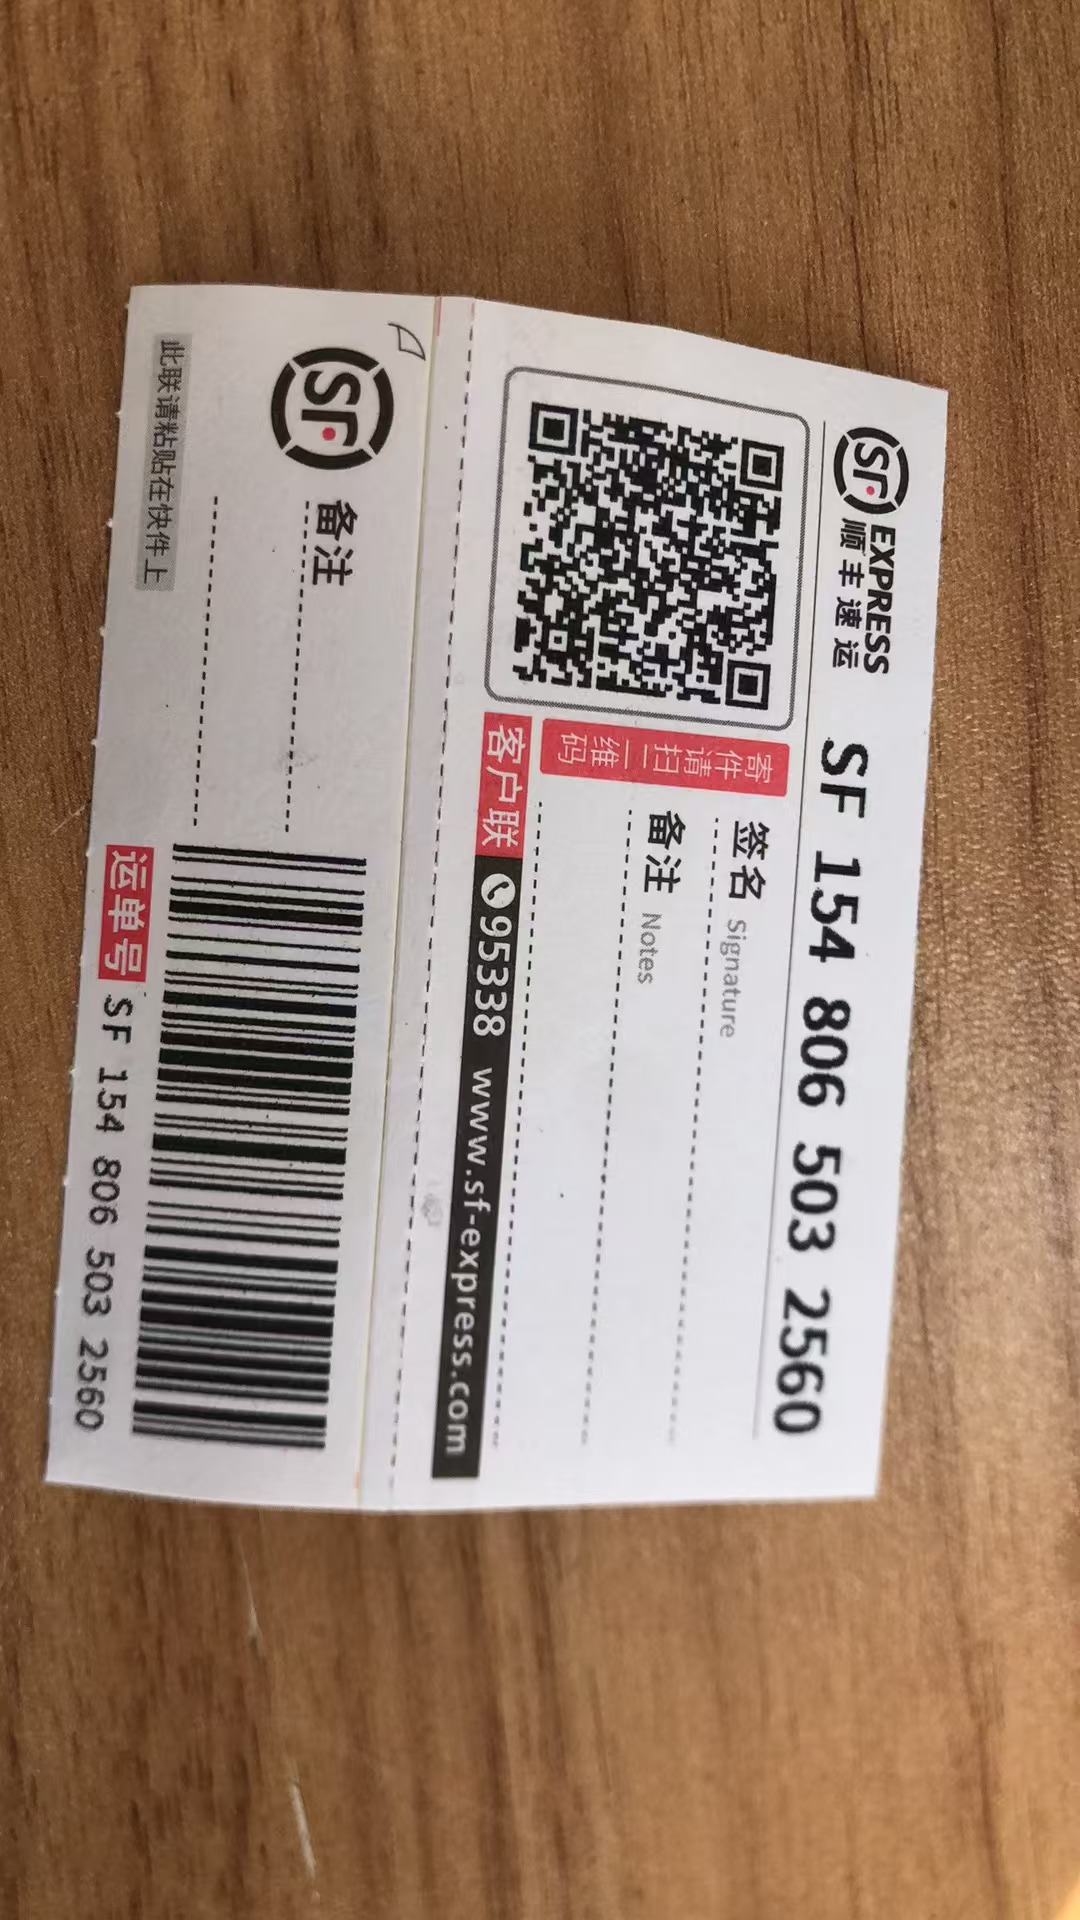 SF EXPRESS
顺丰速运
SF 154 806 503 2560
寄件请扫二维码
签名 Signature
备注 Notes
客户联 95338 www.sf-express.com
SF
备注
此联请粘贴在快件上
运单号 SF 154 806 503 2560